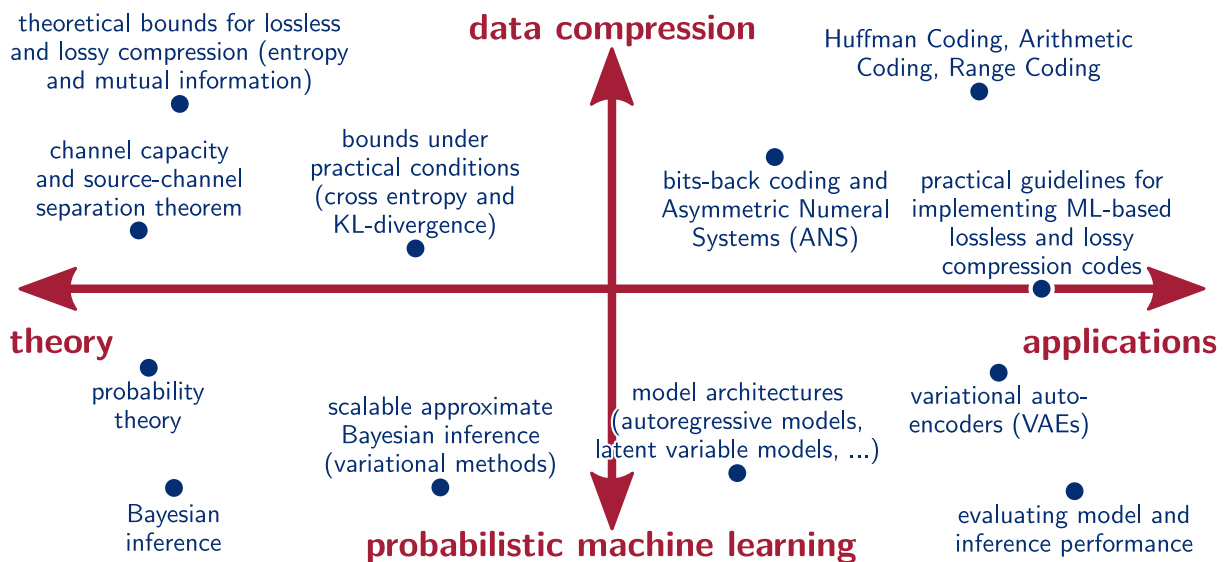 theoretical bounds for lossless
and lossy compression (entropy
and mutual information)
data compression
Huffman Coding, Arithmetic
Coding, Range Coding
channel capacity
and source-channel
separation theorem
bounds under
practical conditions
(cross entropy and
KL-divergence)
bits-back coding and
Asymmetric Numeral
Systems (ANS)
practical guidelines for
implementing ML-based
lossless and lossy
compression codes
theory
applications
probability
theory
scalable approximate
Bayesian inference
(variational methods)
model architectures
(autoregressive models,
latent variable models, ...)
variational auto-
encoders (VAEs)
Bayesian
inference
probabilistic machine learning
evaluating model and
inference performance